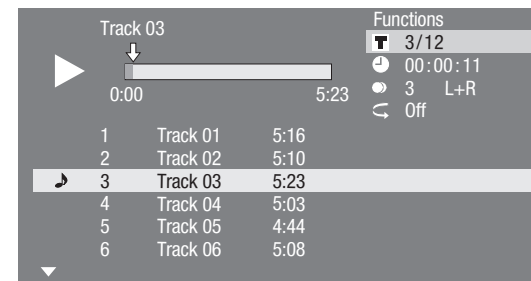 Track 03
0:00 5:23
Functions
T 3/12
00:00:11
3 L+R
Off
1 Track 01 5:16
2 Track 02 5:10
3 Track 03 5:23
4 Track 04 5:03
5 Track 05 4:44
6 Track 06 5:08